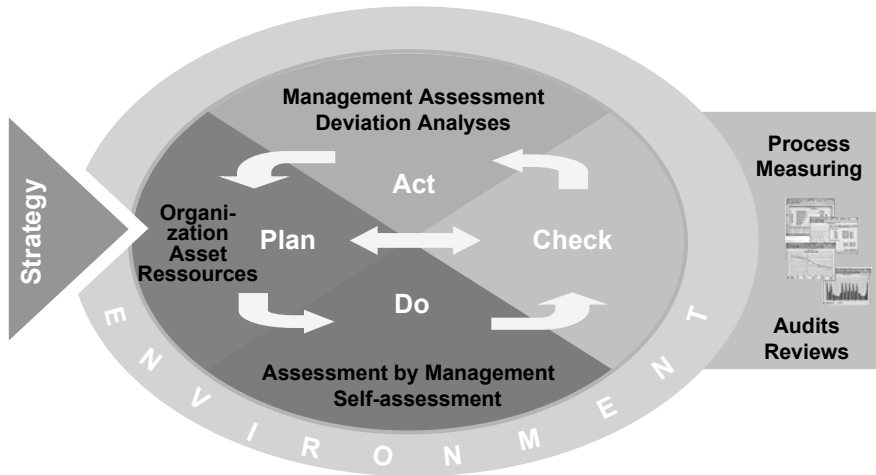 Strategy
Management Assessment
Deviation Analyses
Act
Organi-
zation
Asset
Ressources
Plan
Check
Do
Assessment by Management
Self-assessment
ENVIRONMENT
Process
Measuring
Audits
Reviews